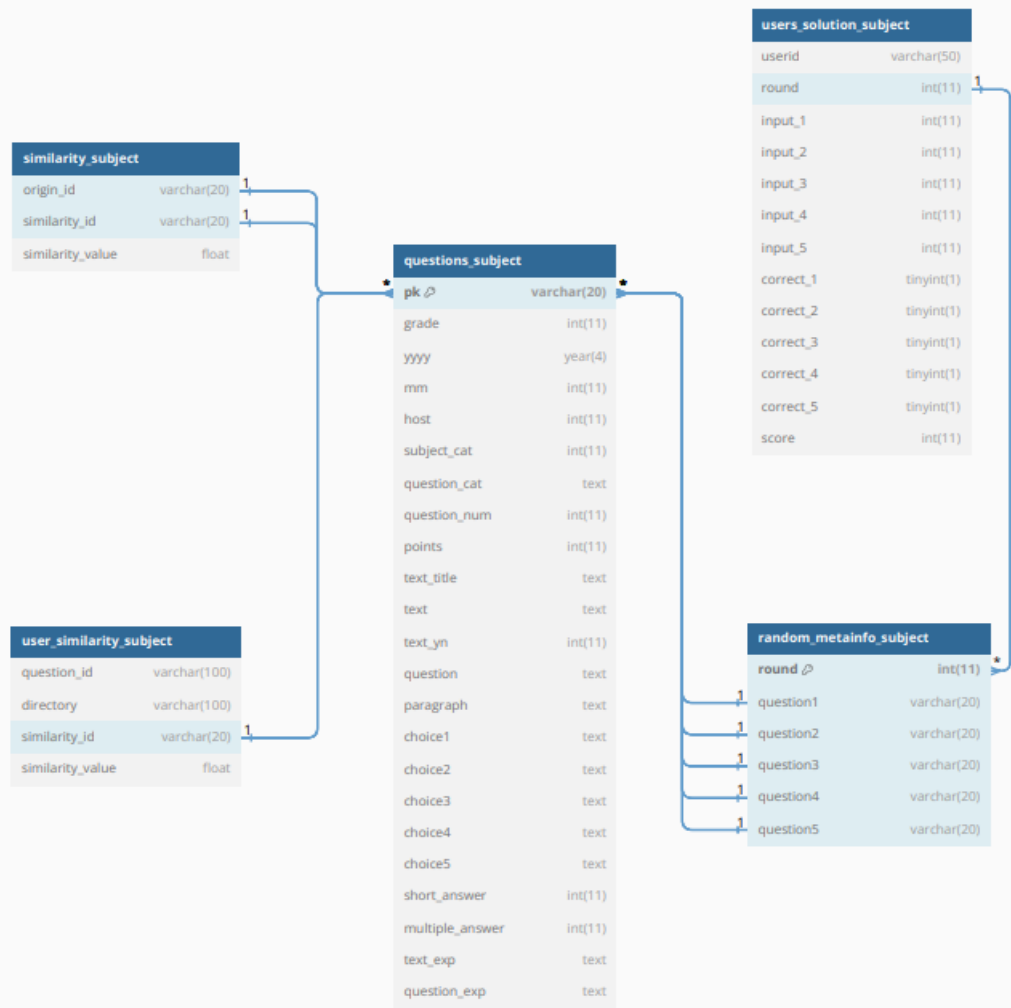 users_solution_subject
userid varchar(50)
round int(11) 1
input_1 int(11)
input_2 int(11)
input_3 int(11)
input_4 int(11)
input_5 int(11)
correct_1 tinyint(1)
correct_2 tinyint(1)
correct_3 tinyint(1)
correct_4 tinyint(1)
correct_5 tinyint(1)
score int(11)
similarity_subject
origin_id varchar(20) 1
similarity_id varchar(20) 1
similarity_value float
questions_subject
* pk varchar(20) *
grade int(11)
yyyy year(4)
mm int(11)
host int(11)
subject_cat int(11)
question_cat text
question_num int(11)
points int(11)
text_title text
text text
text_yn int(11)
question text
paragraph text
choice1 text
choice2 text
choice3 text
choice4 text
choice5 text
short_answer int(11)
multiple_answer int(11)
text_exp text
question_exp text
user_similarity_subject
question_id varchar(100)
directory varchar(100)
similarity_id varchar(20) 1
similarity_value float
random_metainfo_subject
round int(11) *
1 question1 varchar(20)
1 question2 varchar(20)
1 question3 varchar(20)
1 question4 varchar(20)
1 question5 varchar(20)